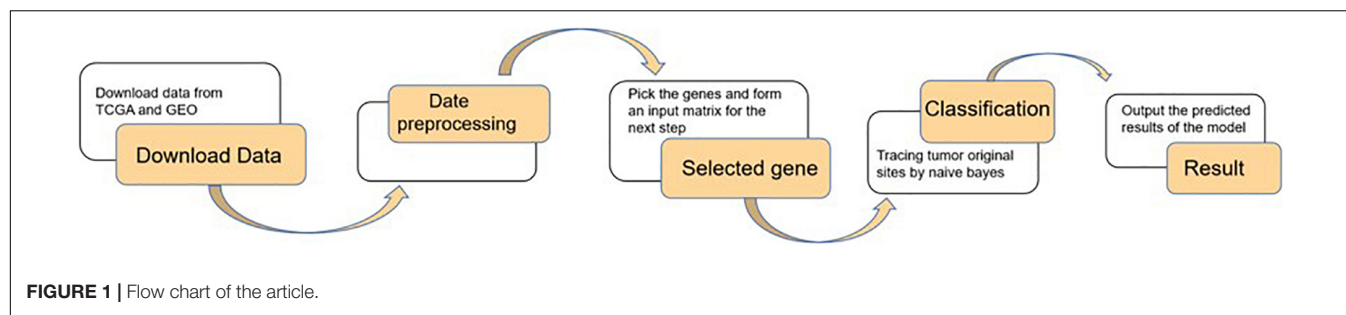 Download data from
TCGA and GEO
Download Data
Date
preprocessing
Pick the genes and form
an input matrix for the
next step
Selected gene
Classification
Tracing tumor original
sites by naive bayes
Output the predicted
results of the model
Result
FIGURE 1 | Flow chart of the article.